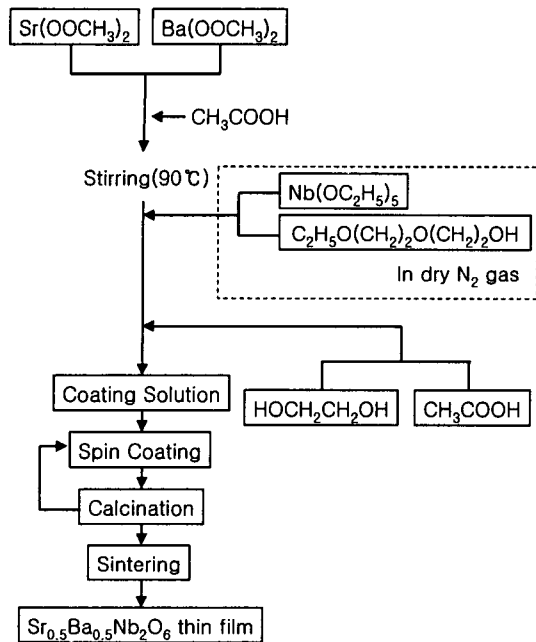 Sr(OOCH₃)₂ Ba(OOCH₃)₂
CH₃COOH
Stirring(90℃)
Nb(OC₂H₅)₅
C₂H₅O(CH₂)₂O(CH₂)₂OH
In dry N₂ gas
Coating Solution
HOCH₂CH₂OH CH₃COOH
Spin Coating
Calcination
Sintering
Sr₀.₅Ba₀.₅Nb₂O₆ thin film